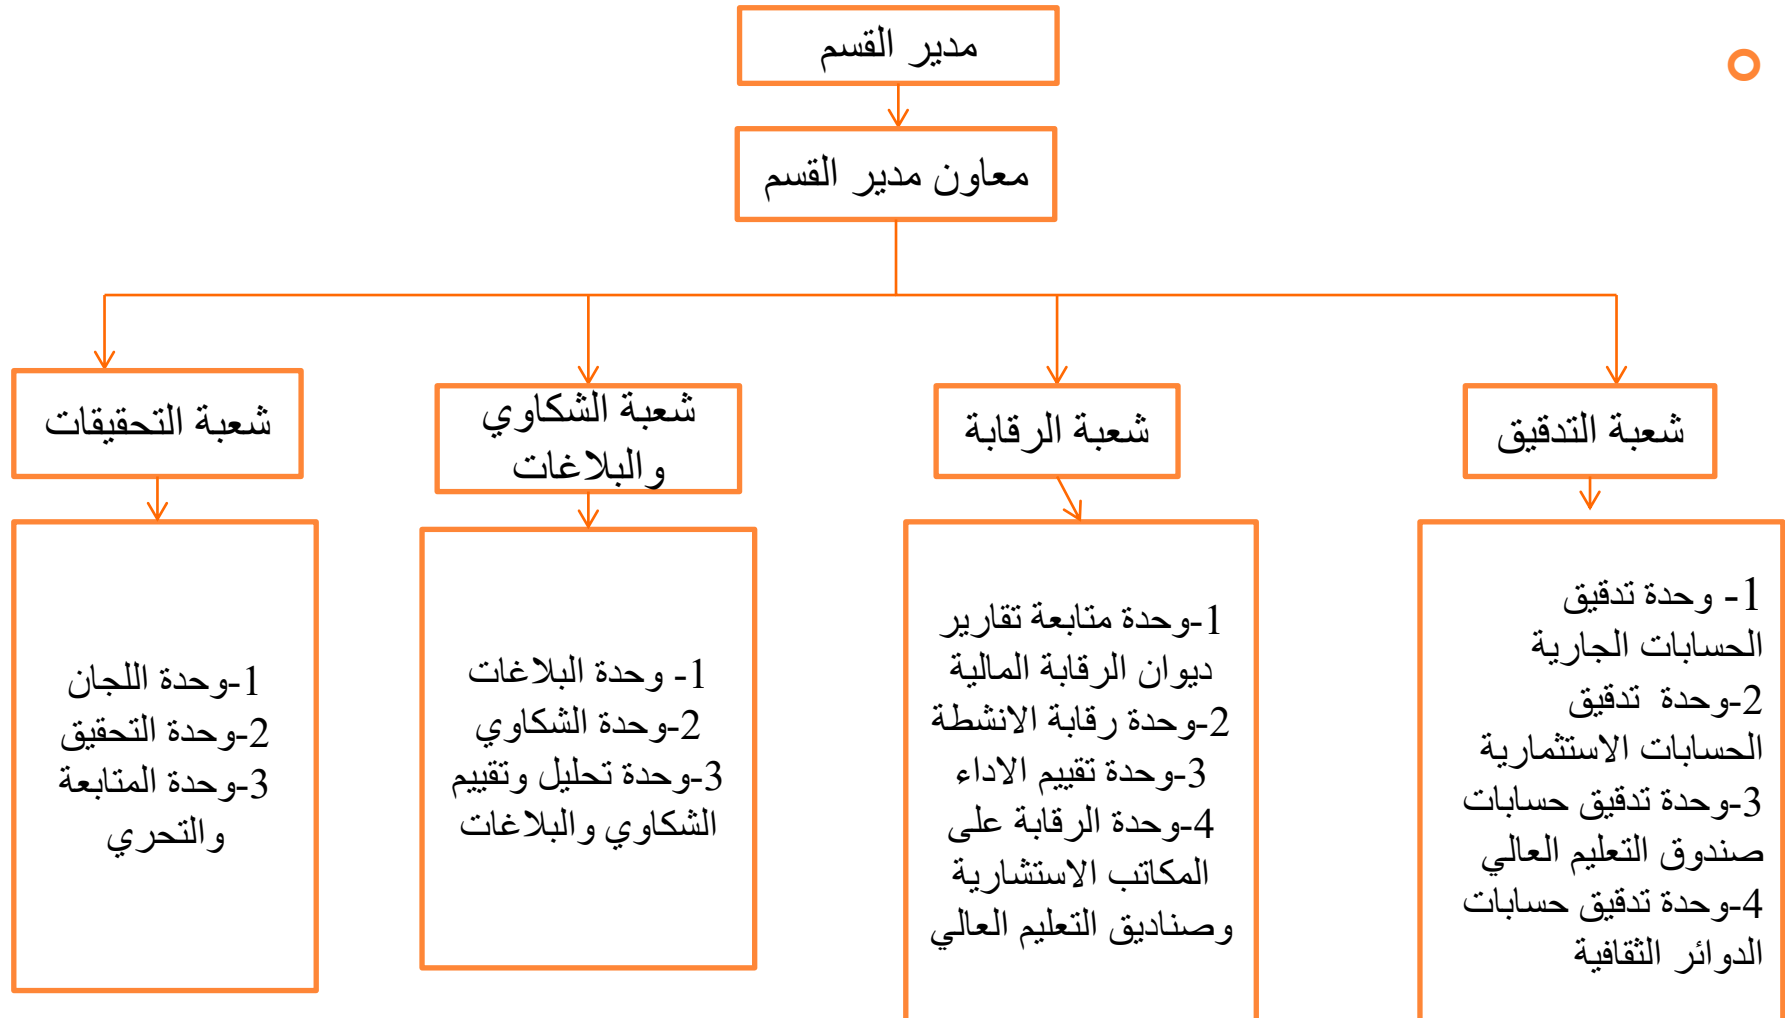 مدير القسم
معاون مدير القسم
شعبة التدقيق
شعبة الرقابة
شعبة الشكاوي
والبلاغات
شعبة التحقيقات
1- وحدة تدقيق
الحسابات الجارية
2-وحدة تدقيق
الحسابات الاستثمارية
3-وحدة تدقيق حسابات
صندوق التعليم العالي
4-وحدة تدقيق حسابات
الدوائر الثقافية
1-وحدة متابعة تقارير
ديوان الرقابة المالية
2-وحدة رقابة الانشطة
3-وحدة تقييم الاداء
4-وحدة الرقابة على
المكاتب الاستشارية
وصناديق التعليم العالي
1- وحدة البلاغات
2-وحدة الشكاوي
3-وحدة تحليل وتقييم
الشكاوي والبلاغات
1-وحدة اللجان
2-وحدة التحقيق
3-وحدة المتابعة
والتحري